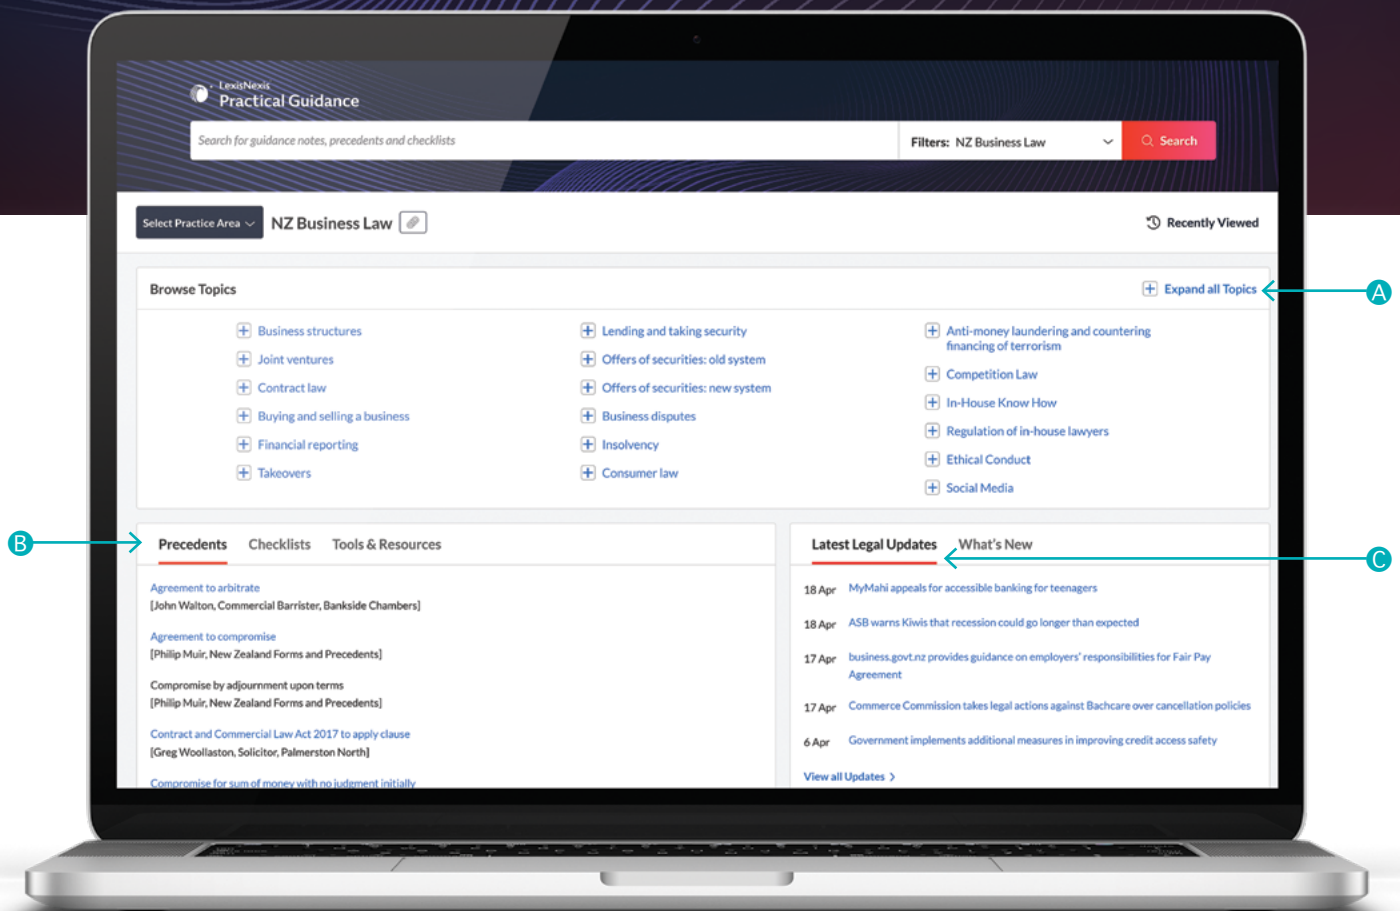 LexisNexis
Practical Guidance
Search for guidance notes, precedents and checklists
Filters: NZ Business Law
Search
Select Practice Area
NZ Business Law
Recently Viewed
Browse Topics
Expand all Topics
A
Business structures
Joint ventures
Contract law
Buying and selling a business
Financial reporting
Takeovers
Lending and taking security
Offers of securities: old system
Offers of securities: new system
Business disputes
Insolvency
Consumer law
Anti-money laundering and countering
financing of terrorism
Competition Law
In-House Know How
Regulation of in-house lawyers
Ethical Conduct
Social Media
B
Precedents Checklists Tools & Resources
Agreement to arbitrate
[John Walton, Commercial Barrister, Bankside Chambers]
Agreement to compromise
[Philip Muir, New Zealand Forms and Precedents]
Compromise by adjournment upon terms
[Philip Muir, New Zealand Forms and Precedents]
Contract and Commercial Law Act 2017 to apply clause
[Greg Woollaston, Solicitor, Palmerston North]
Compromise for sum of money with no judgment initially
Latest Legal Updates What's New
C
18 Apr MyMahi appeals for accessible banking for teenagers
18 Apr ASB warns Kiwis that recession could go longer than expected
17 Apr business.govt.nz provides guidance on employers' responsibilities for Fair Pay
Agreement
17 Apr Commerce Commission takes legal actions against Bachcare over cancellation policies
6 Apr Government implements additional measures in improving credit access safety
View all Updates >